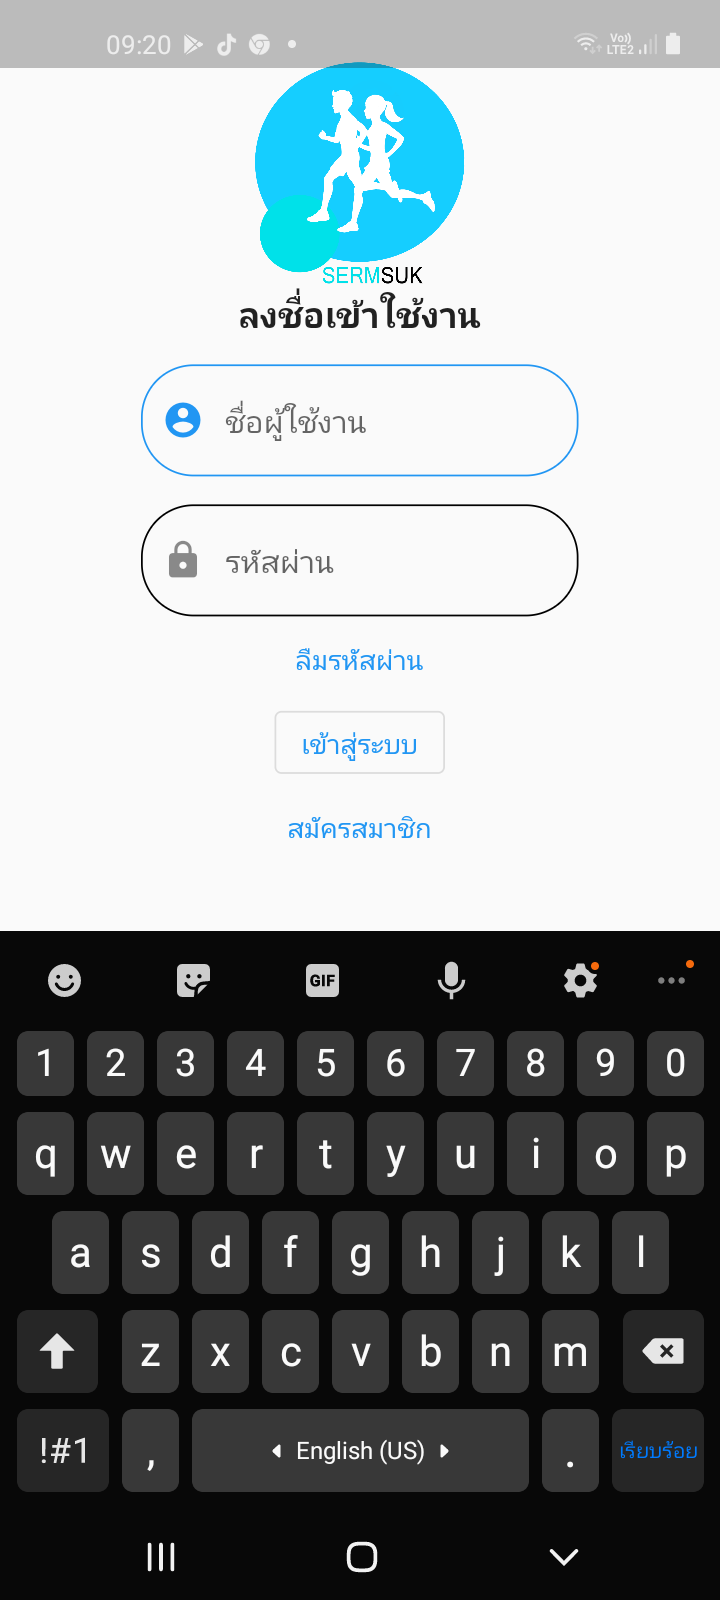 09:20 Vo)) LTE2
SERMSUK
ลงชื่อเข้าใช้งาน
ชื่อผู้ใช้งาน
รหัสผ่าน
ลืมรหัสผ่าน
เข้าสู่ระบบ
สมัครสมาชิก
GIF
1 2 3 4 5 6 7 8 9 0
q w e r t y u i o p
a s d f g h j k l
z x c v b n m
!#1 , English (US) . เรียบร้อย